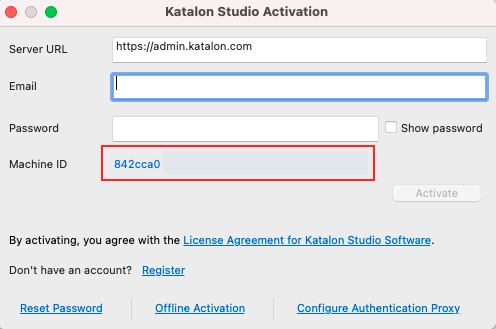 Katalon Studio Activation
Server URL https://admin.katalon.com
Email
Password Show password
Machine ID 842cca0
Activate
By activating, you agree with the License Agreement for Katalon Studio Software.
Don't have an account? Register
Reset Password Offline Activation Configure Authentication Proxy